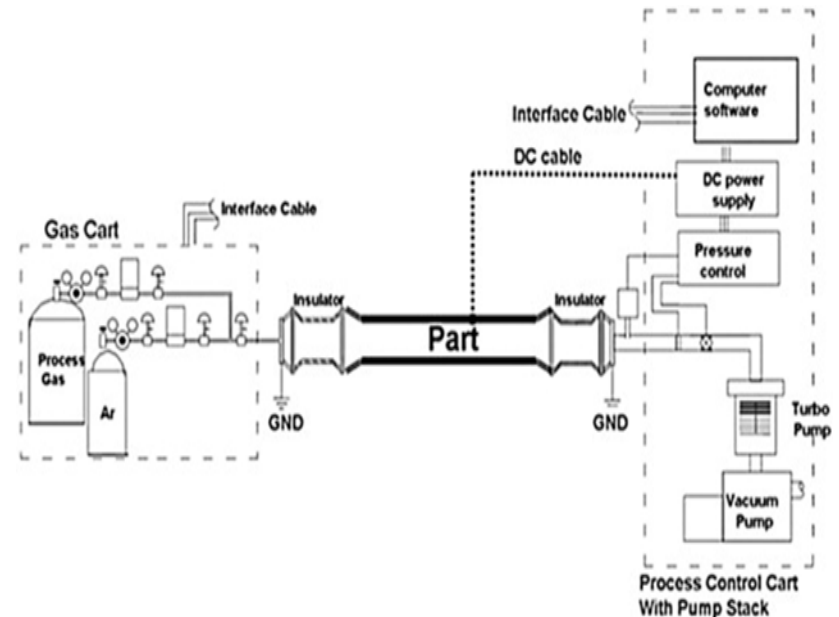 Computer
software
Interface Cable
DC cable
DC power
supply
Interface Cable
Gas Cart
Pressure
control
Insulator
Insulator
Part
Process
Gas
Ar
GND
GND
Turbo
Pump
Vacuum
Pump
Process Control Cart
With Pump Stack